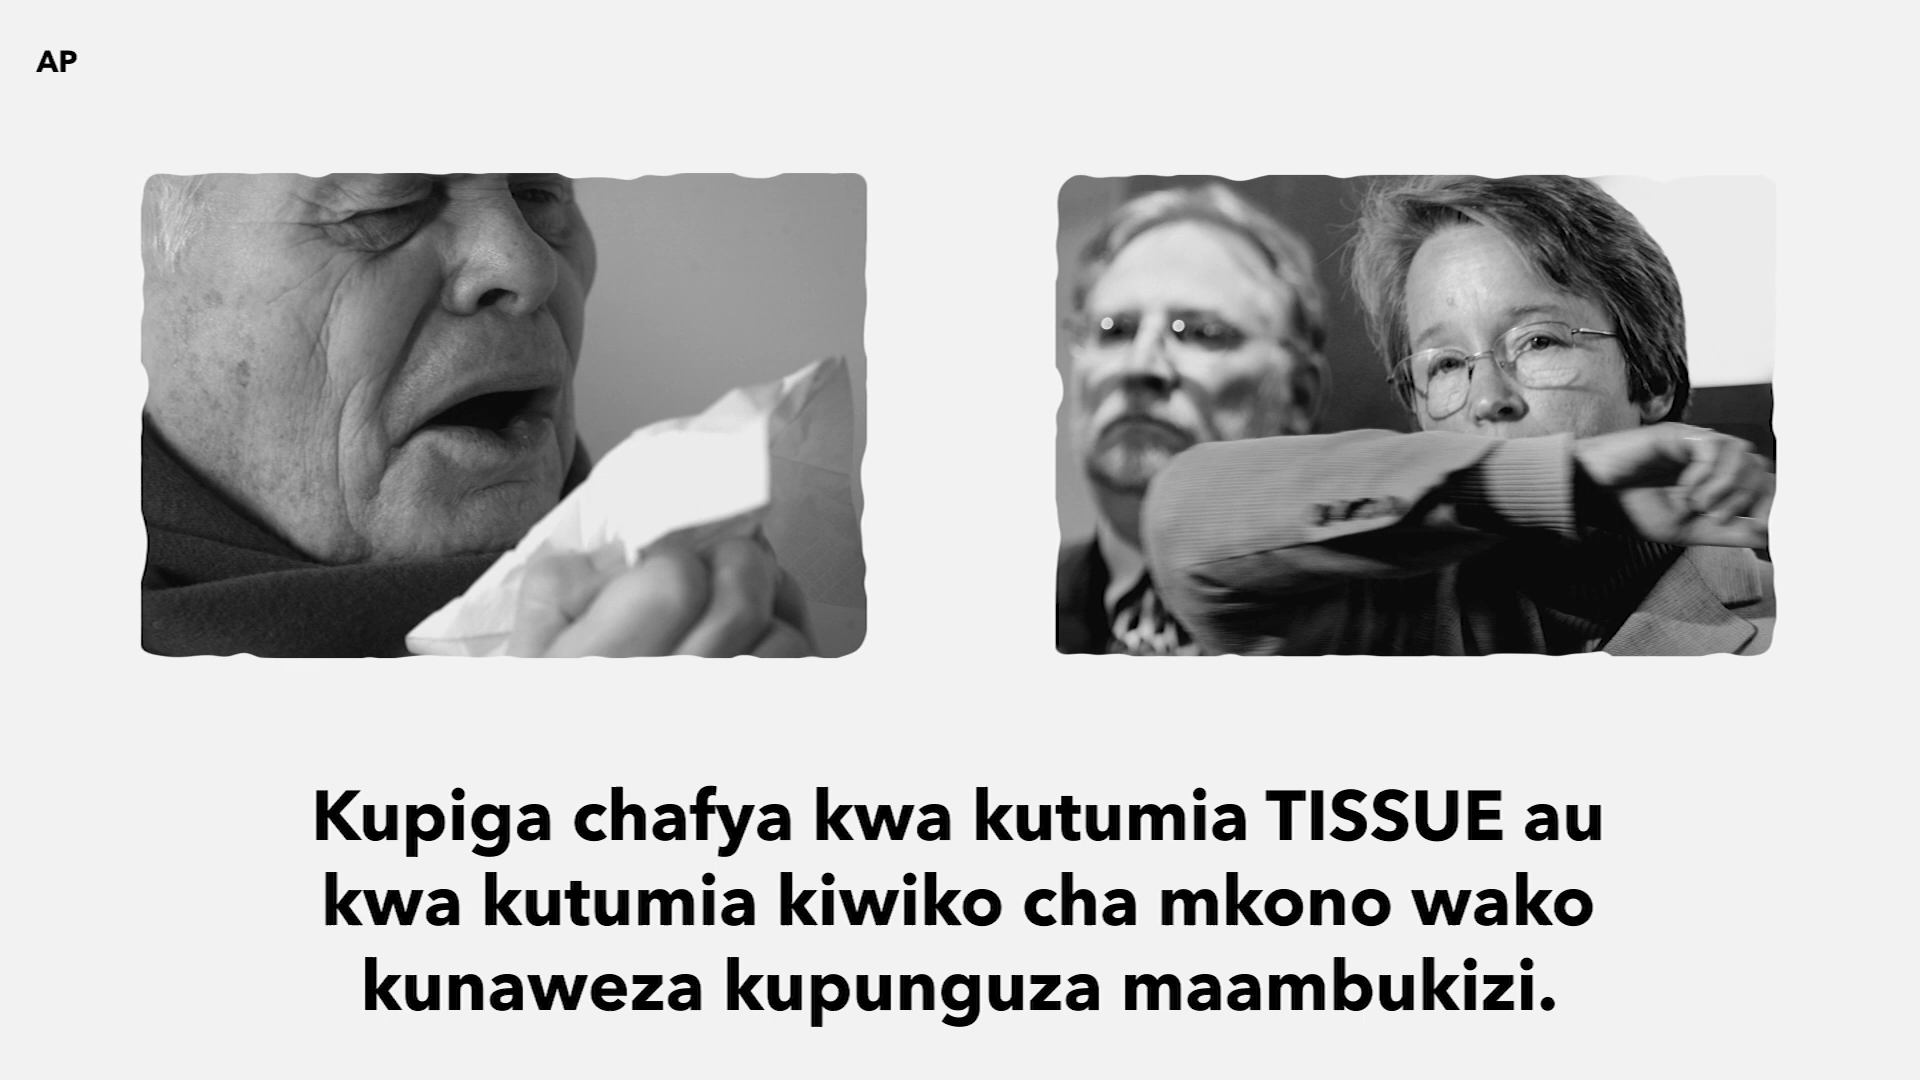 AP
Kupiga chafya kwa kutumia TISSUE au
kwa kutumia kiwiko cha mkono wako
kunaweza kupunguza maambukizi.